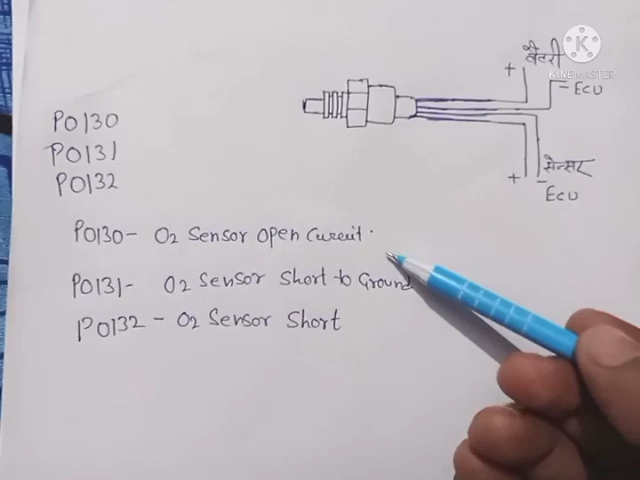 बैटरी
+
K
KINEMASTER
- ECU
P0130
P0131
P0132
सेन्सर
+
-
ECU
P0130 - O2 Sensor Open Curcuit.
P0131 - O2 Sensor Short to Ground
P0132 - O2 Sensor Short